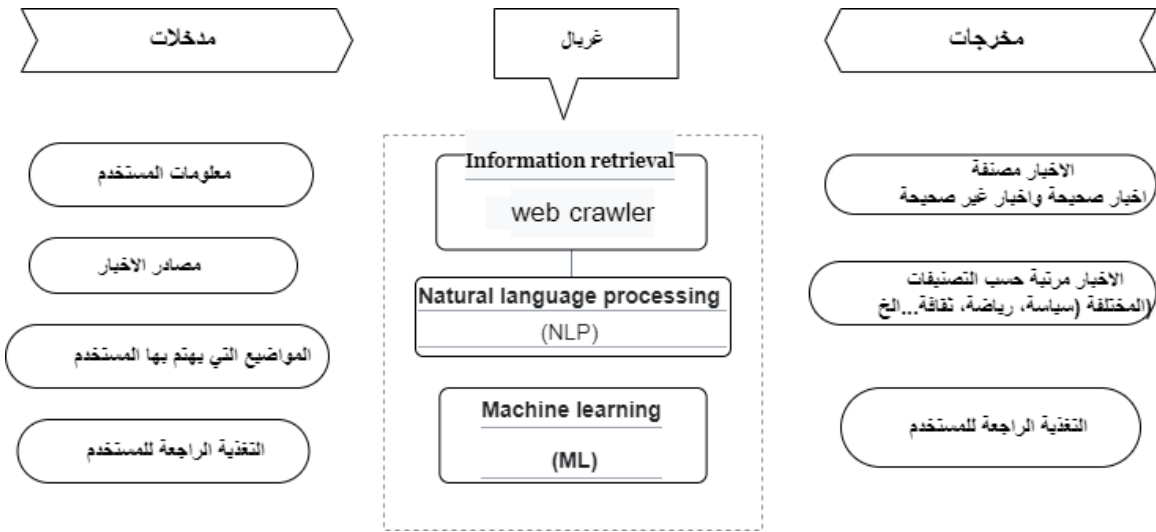 مدخلات
غربال
مخرجات
معلومات المستخدم
مصادر الاخبار
المواضيع التي يهتم بها المستخدم
التغذية الراجعة للمستخدم
Information retrieval
web crawler
Natural language processing
(NLP)
Machine learning
(ML)
الاخبار مصنفة
اخبار صحيحة واخبار غير صحيحة
الاخبار مرتبة حسب التصنيفات
المختلفة (سياسة، رياضة، ثقافة...الخ)
التغذية الراجعة للمستخدم